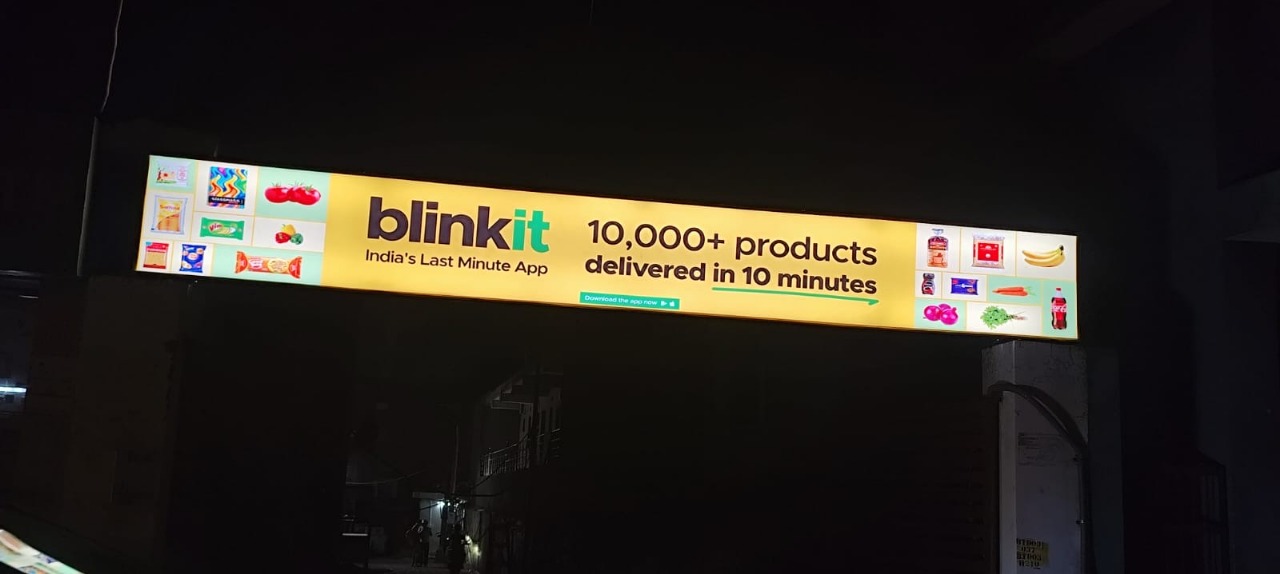 blinkit
India's Last Minute App
10,000+ products
delivered in 10 minutes
Download the app now